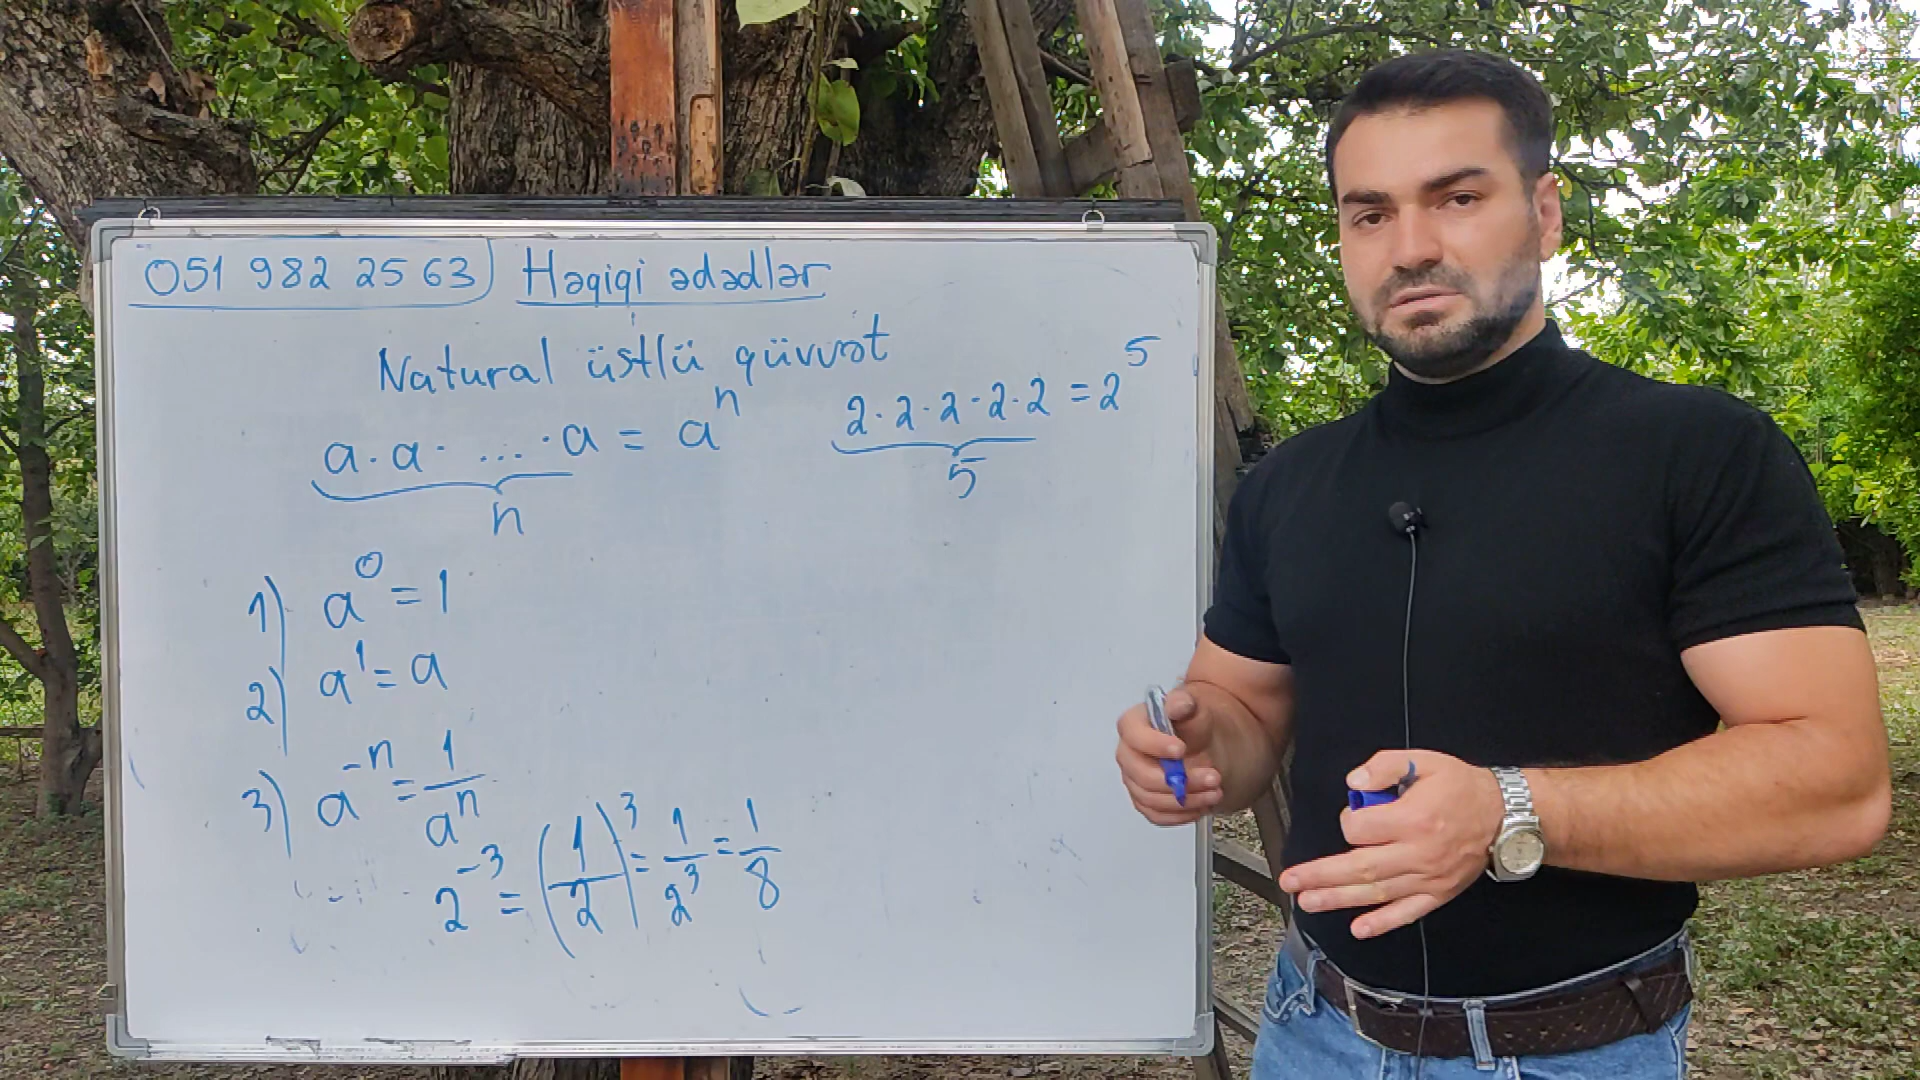 051 982 25 63) Həqiqi ədədlər
Natural üstlü qüvvət
a · a · ... · a = aⁿ
n
2 · 2 · 2 · 2 · 2 = 2⁵
5
1) a⁰ = 1
2) a¹ = a
3) a⁻ⁿ = 1/aⁿ
2⁻³ = (1/2)³ = 1/2³ = 1/8